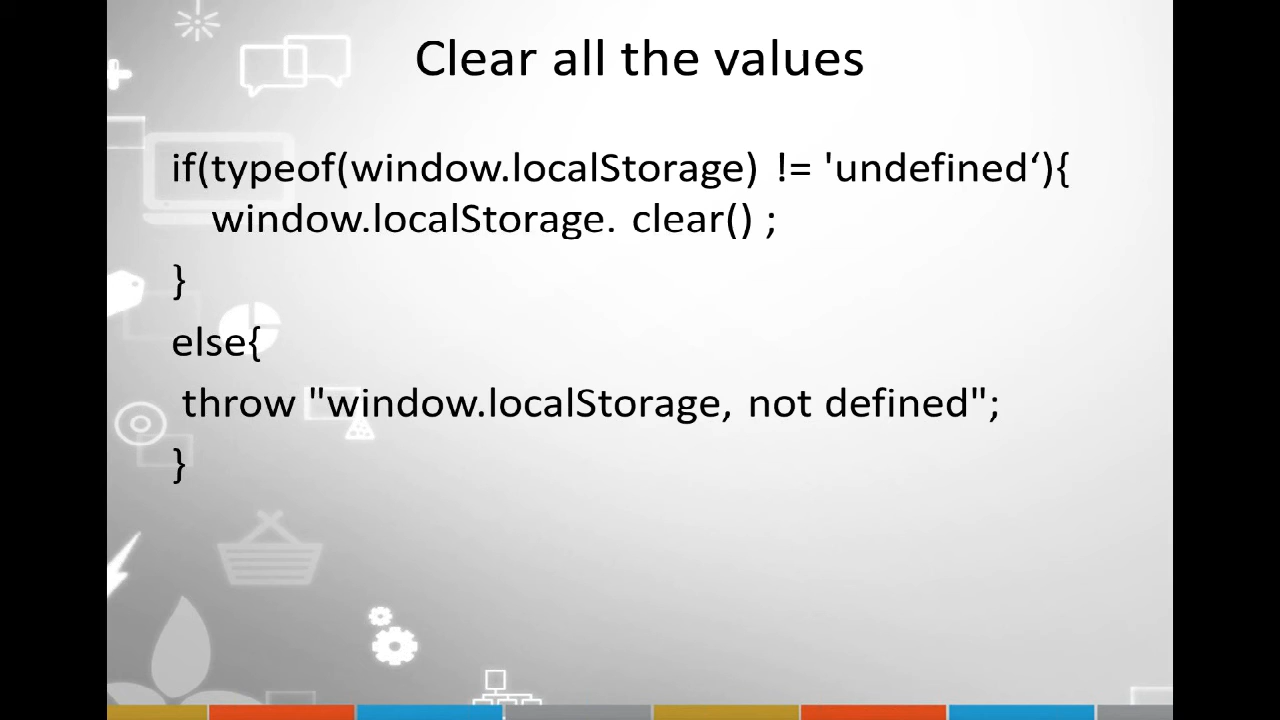 Clear all the values
if(typeof(window.localStorage) != 'undefined‘){
window.localStorage. clear() ;
}
else{
throw "window.localStorage, not defined";
}